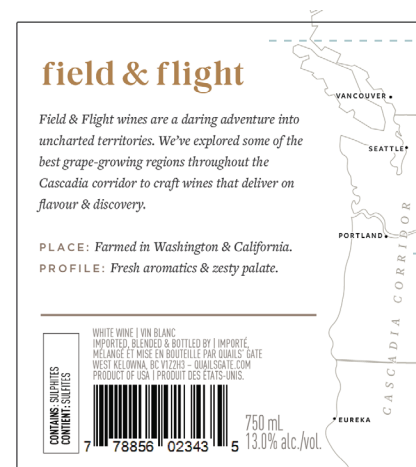 field & flight
Field & Flight wines are a daring adventure into
uncharted territories. We've explored some of the
best grape-growing regions throughout the
Cascadia corridor to craft wines that deliver on
flavour & discovery.
PLACE: Farmed in Washington & California.
PROFILE: Fresh aromatics & zesty palate.
WHITE WINE | VIN BLANC
IMPORTED, BLENDED & BOTTLED BY | IMPORTÉ,
MÉLANGÉ ET MISE EN BOUTEILLE PAR QUAILS' GATE
WEST KELOWNA, BC V1Z2H3 – QUAILSGATE.COM
PRODUCT OF USA | PRODUIT DES ÉTATS-UNIS.
CONTAINS: SULPHITES
CONTIENT: SULFITES
7 78856 02343 5
750 mL
13.0% alc./vol.
VANCOUVER
SEATTLE
PORTLAND
EUREKA
CASCADIA CORRIDOR